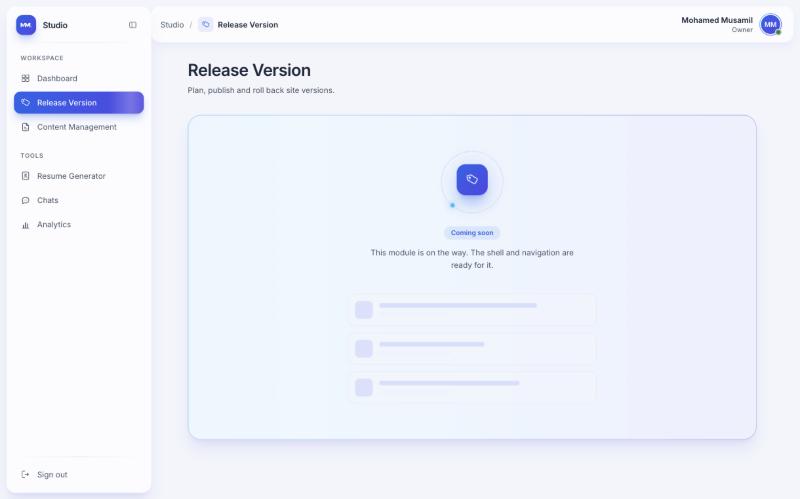 MM
Studio
WORKSPACE
Dashboard
Release Version
Content Management
TOOLS
Resume Generator
Chats
Analytics
Sign out
Studio / Release Version
Mohamed Musamil
Owner
MM
Release Version
Plan, publish and roll back site versions.
Coming soon
This module is on the way. The shell and navigation are
ready for it.